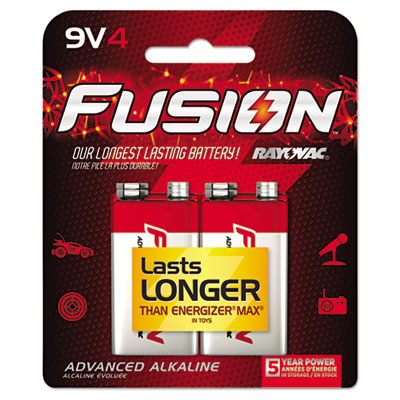 9V4
FUSION
OUR LONGEST LASTING BATTERY!
NOTRE PILE LA PLUS DURABLE!
RAYOVAC
Lasts
LONGER
THAN ENERGIZER® MAX®
IN TOYS
ADVANCED ALKALINE
ALCALINE ÉVOLUÉE
5 YEAR POWER
ANNÉES D'ÉNERGIE
IN STORAGE / EN STOCK